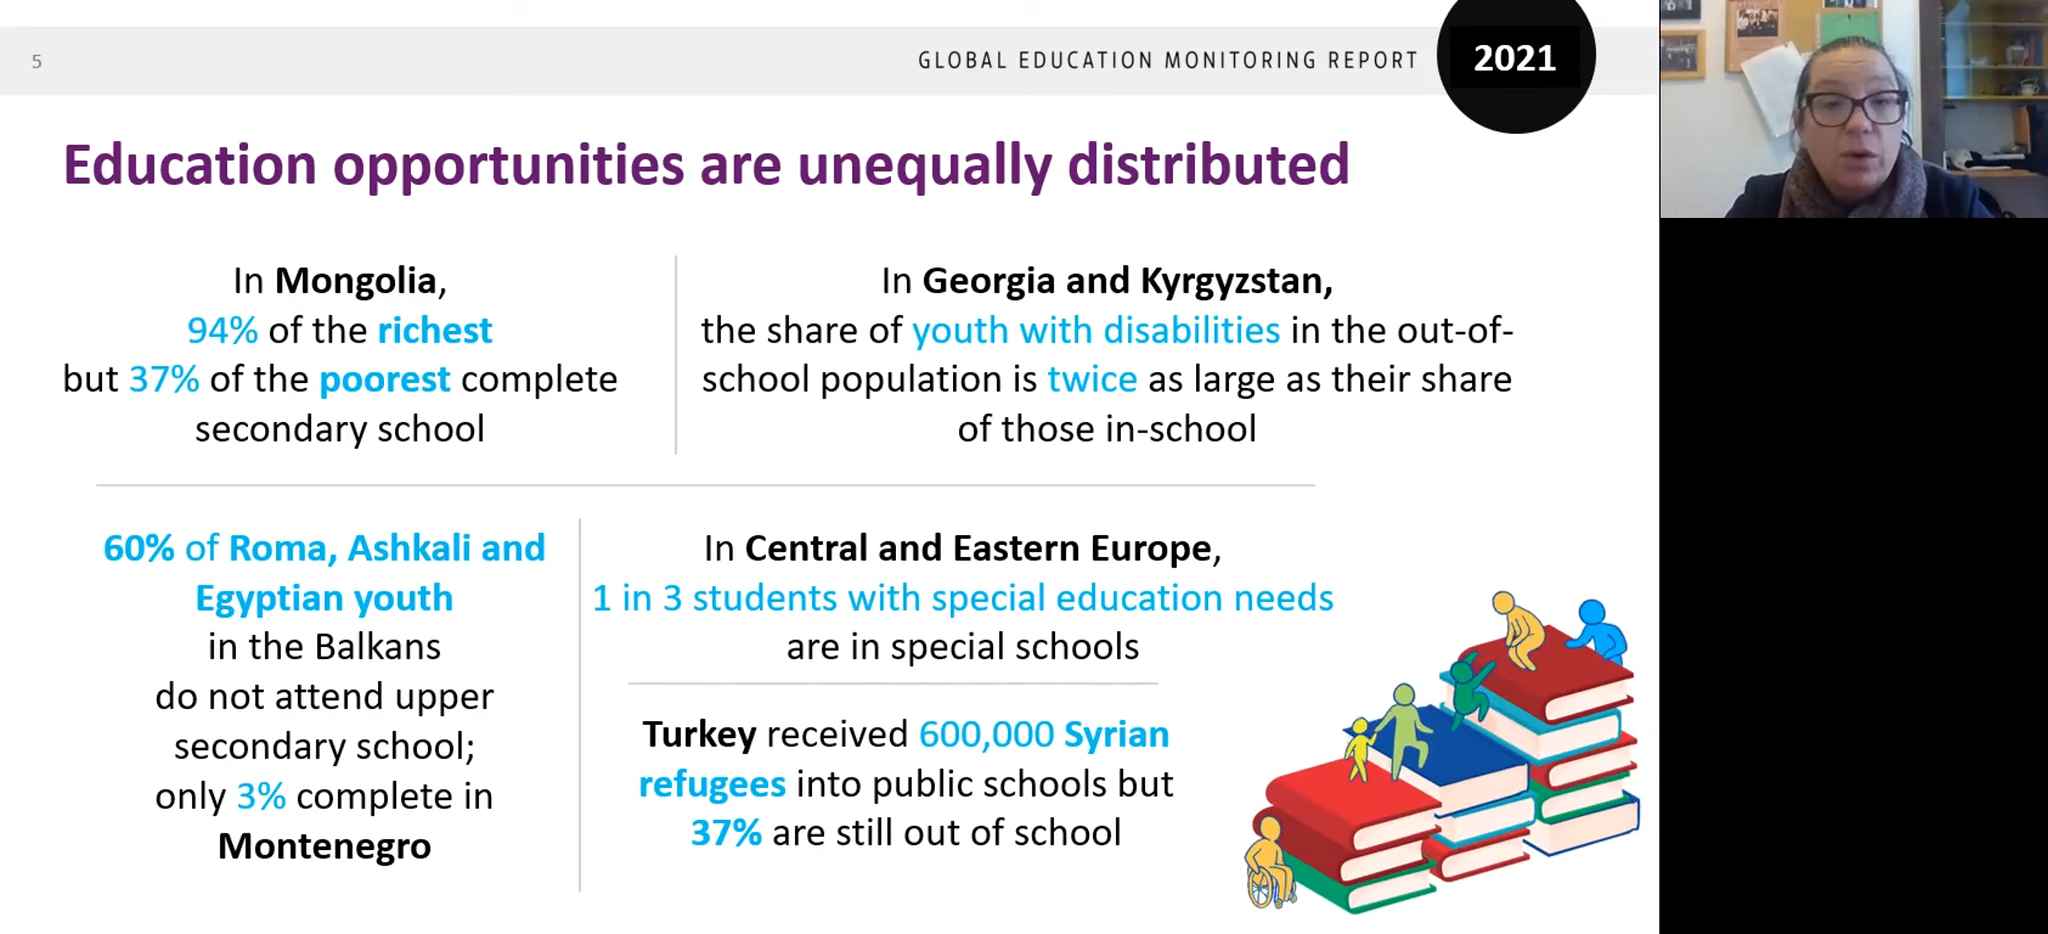 5
GLOBAL EDUCATION MONITORING REPORT
2021
Education opportunities are unequally distributed
In Mongolia,
94% of the richest
but 37% of the poorest complete
secondary school
In Georgia and Kyrgyzstan,
the share of youth with disabilities in the out-of-
school population is twice as large as their share
of those in-school
60% of Roma, Ashkali and
Egyptian youth
in the Balkans
do not attend upper
secondary school;
only 3% complete in
Montenegro
In Central and Eastern Europe,
1 in 3 students with special education needs
are in special schools
Turkey received 600,000 Syrian
refugees into public schools but
37% are still out of school